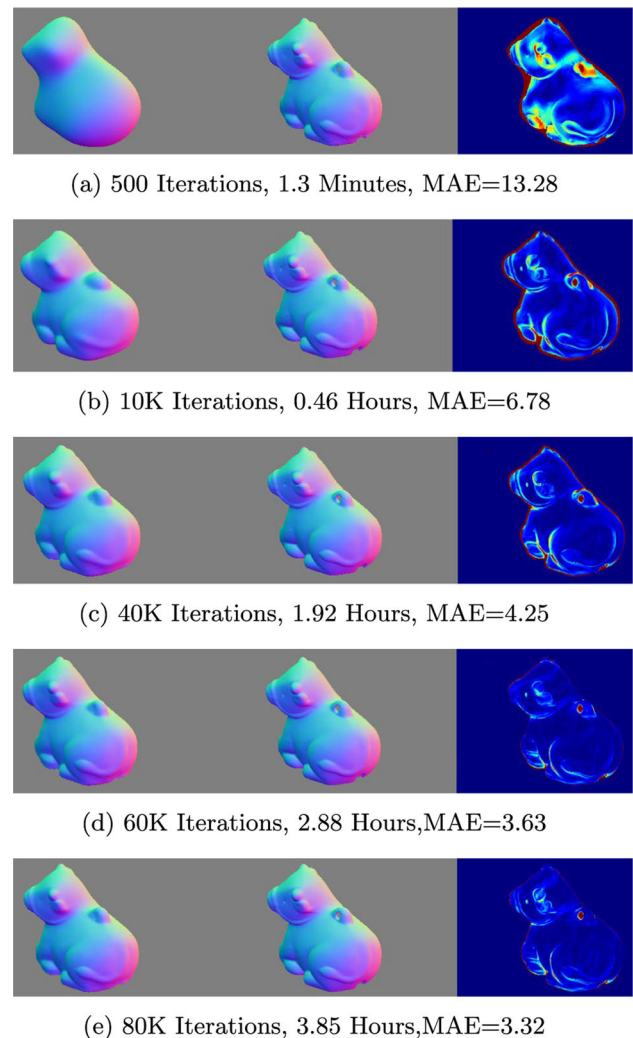 (a) 500 Iterations, 1.3 Minutes, MAE=13.28
(b) 10K Iterations, 0.46 Hours, MAE=6.78
(c) 40K Iterations, 1.92 Hours, MAE=4.25
(d) 60K Iterations, 2.88 Hours,MAE=3.63
(e) 80K Iterations, 3.85 Hours,MAE=3.32